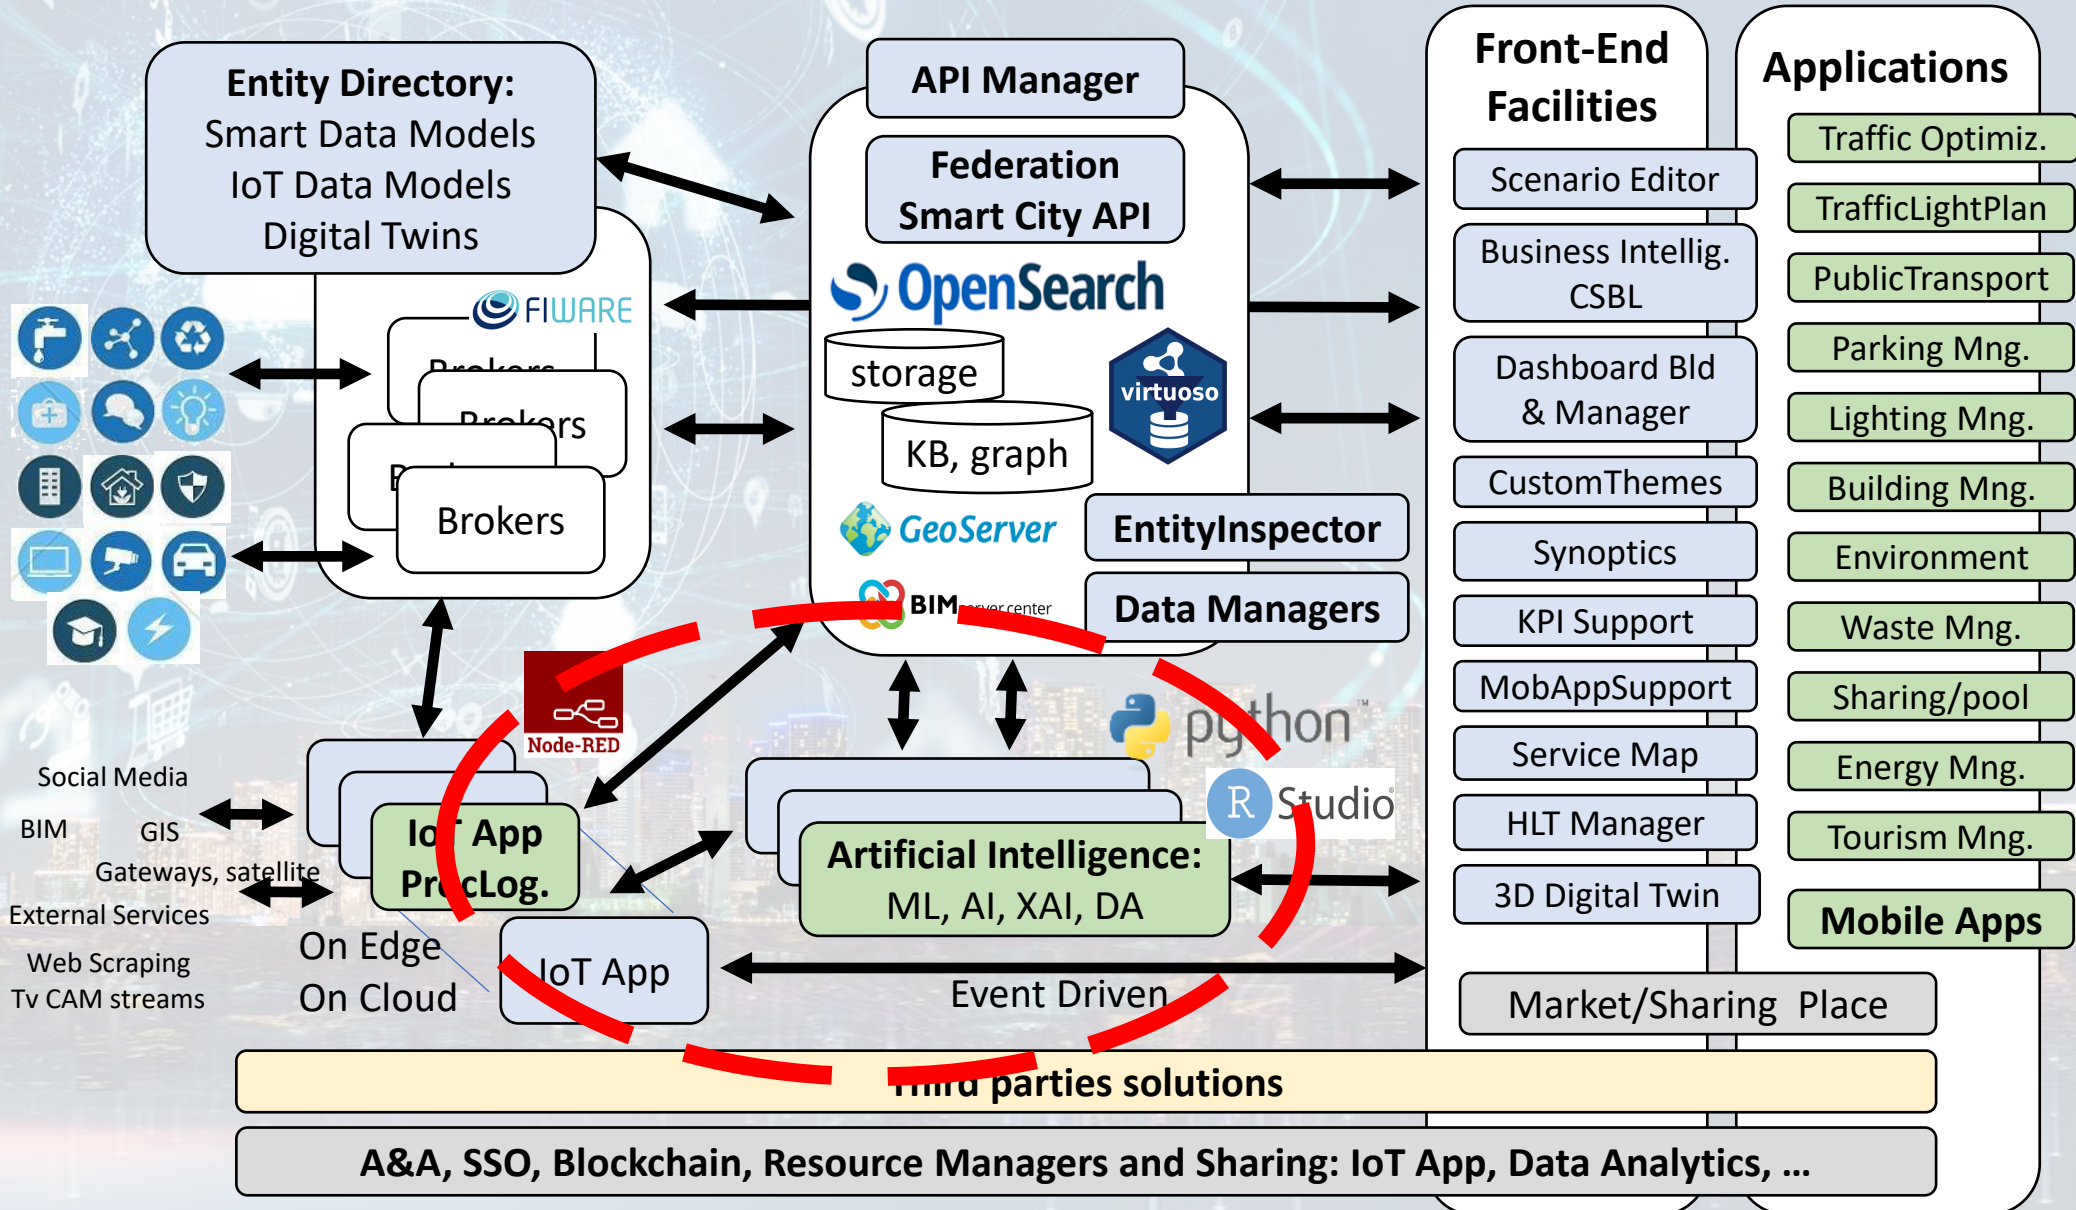 Entity Directory:
Smart Data Models
IoT Data Models
Digital Twins
FIWARE
Brokers
Brokers
Brokers
API Manager
Federation
Smart City API
OpenSearch
storage
virtuoso
KB, graph
GeoServer
EntityInspector
BIMserver.center
Data Managers
Node-RED
python™
R Studio®
Social Media
BIM
GIS
Gateways, satellite
External Services
Web Scraping
Tv CAM streams
IoT App
ProcLog.
On Edge
On Cloud
IoT App
Artificial Intelligence:
ML, AI, XAI, DA
Event Driven
Front-End
Facilities
Scenario Editor
Business Intellig.
CSBL
Dashboard Bld
& Manager
CustomThemes
Synoptics
KPI Support
MobAppSupport
Service Map
HLT Manager
3D Digital Twin
Applications
Traffic Optimiz.
TrafficLightPlan
PublicTransport
Parking Mng.
Lighting Mng.
Building Mng.
Environment
Waste Mng.
Sharing/pool
Energy Mng.
Tourism Mng.
Mobile Apps
Market/Sharing Place
Third parties solutions
A&A, SSO, Blockchain, Resource Managers and Sharing: IoT App, Data Analytics, ...